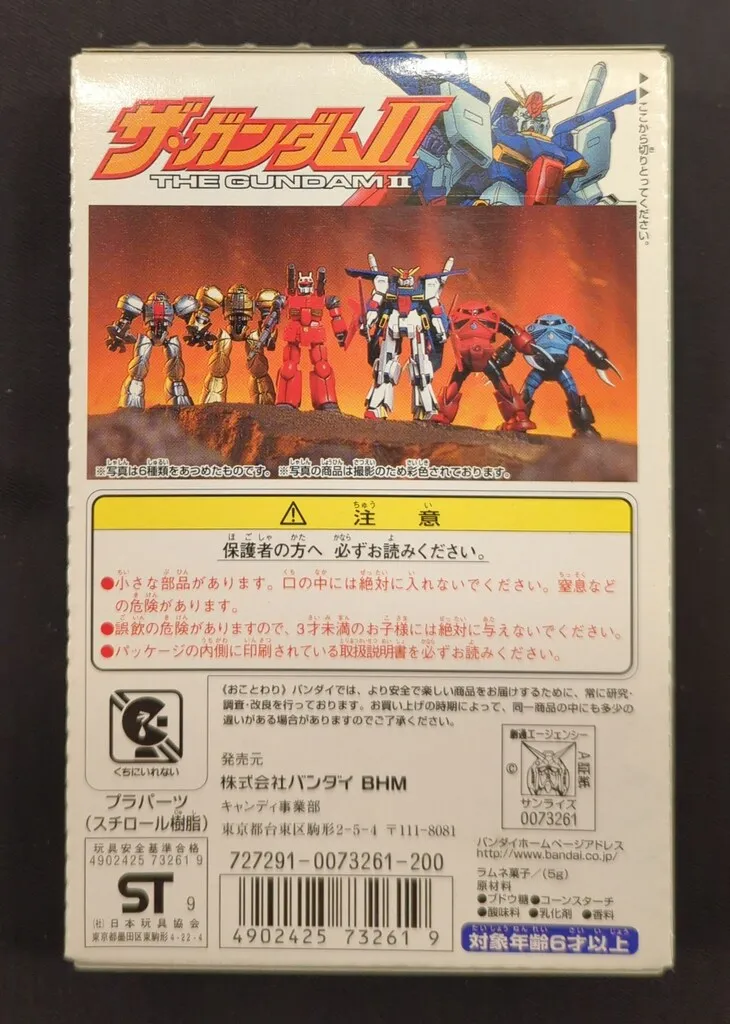 ザ・ガンダムII
THE GUNDAM II
▶▶ここから切りとってください。
※写真は6種類をあつめたものです。 ※写真の商品は撮影のため彩色されております。
⚠ 注意
保護者の方へ 必ずお読みください。
●小さな部品があります。口の中には絶対に入れないでください。窒息など
の危険があります。
●誤飲の危険がありますので、3才未満のお子様には絶対に与えないでください。
●パッケージの内側に印刷されている取扱説明書を必ずお読みください。
くちにいれない
プラパーツ
(スチロール樹脂)
玩具安全基準合格
4902425 73261 9
ST 9
(社)日本玩具協会
東京都墨田区東駒形4-22-4
《おことわり》バンダイでは、より安全で楽しい商品をお届けするために、常に研究・
調査・改良を行っております。お買い上げの時期によって、同一商品の中にも多少の
違いがある場合がありますのでご了承ください。
発売元
株式会社バンダイ BHM
キャンディ事業部
東京都台東区駒形2-5-4 〒111-8081
727291-0073261-200
4902425 732619
創通エージェンシー
©
A証紙
サンライズ
0073261
バンダイホームページアドレス
http://www.bandai.co.jp/
ラムネ菓子/(5g)
原材料
●ブドウ糖●コーンスターチ
●酸味料 ●乳化剤 ●香料
対象年齢6才以上